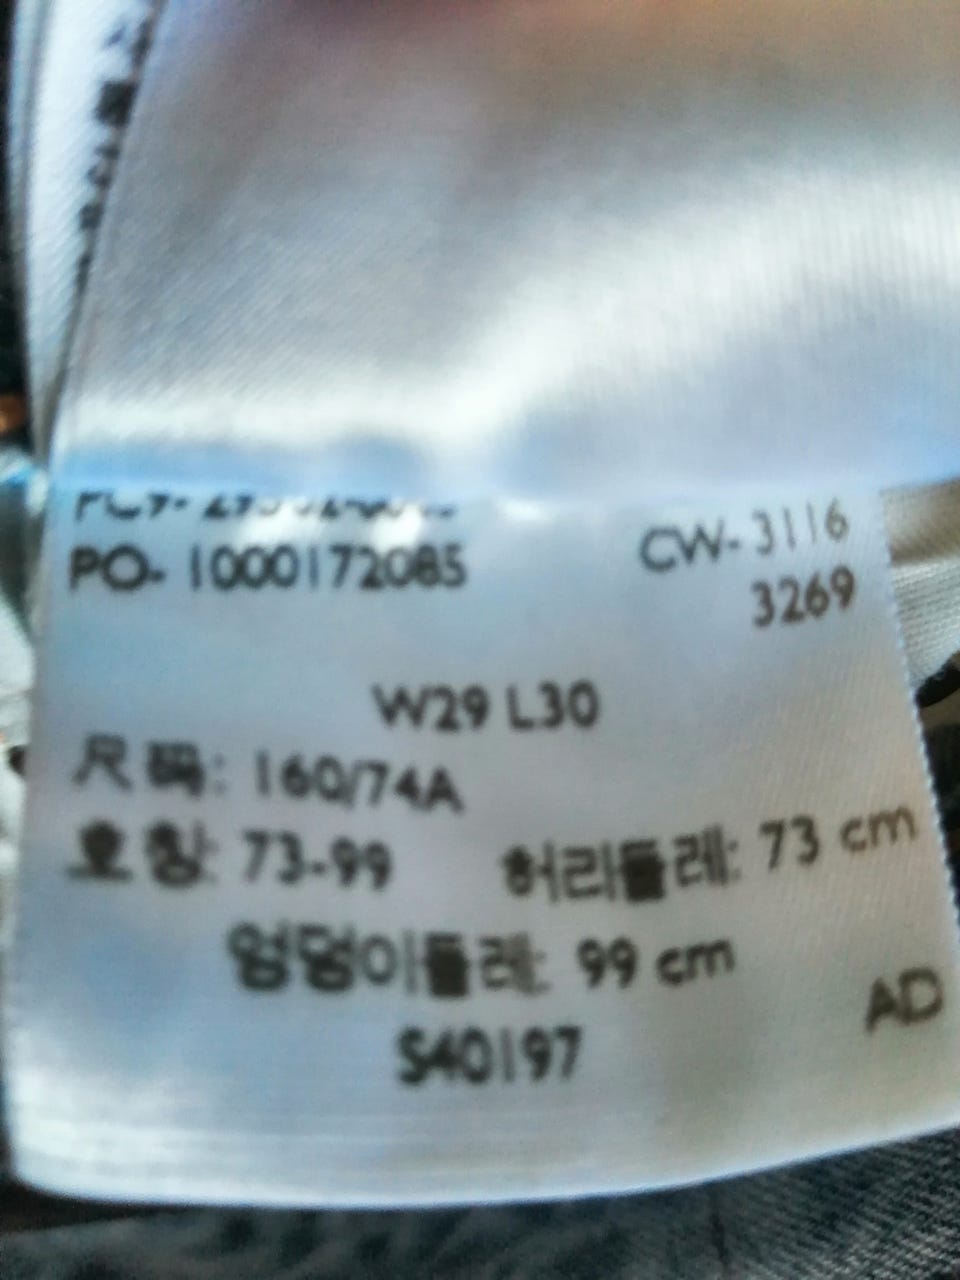 PO- 1000172085
CW- 3116
3269
W29 L30
尺码: 160/74A
호칭: 73-99 허리둘레: 73 cm
엉덩이둘레: 99 cm
AD
S40197